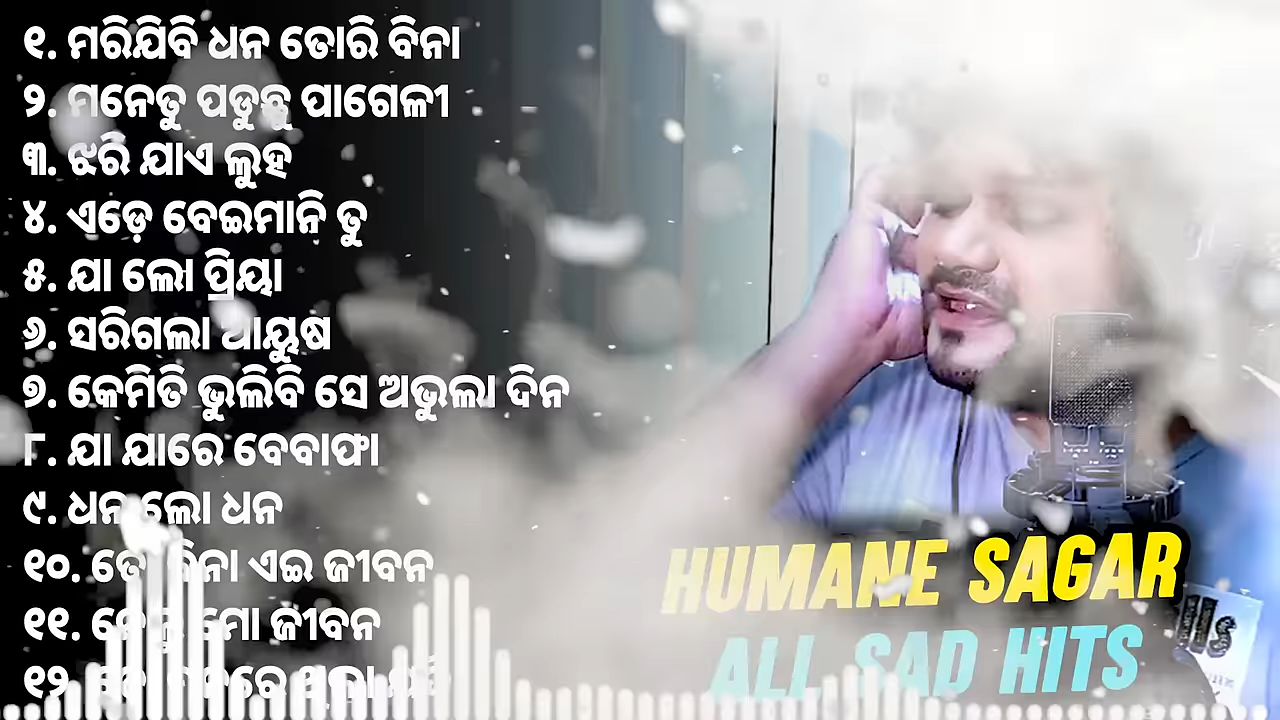 ୧. ମରିଯିବି ଧନ ତୋରି ବିନା
୨. ମନେତୁ ପଡୁଛୁ ପାଗେଳୀ
୩. ଝରି ଯାଏ ଲୁହ
୪. ଏଡ଼େ ବେଇମାନି ତୁ
୫. ଯା ଲୋ ପ୍ରିୟା
୬. ସରିଗଲା ଆୟୁଷ
୭. କେମିତି ଭୁଲିବି ସେ ଅଭୁଲା ଦିନ
୮. ଯା ଯାରେ ବେବାଫା
୯. ଧନ ଲୋ ଧନ
୧୦. ବିନା ଏଇ ଜୀବନ
୧୧. ମୋ ଜୀବନ
୧୨.
HUMANE SAGAR
ALL SAD HITS